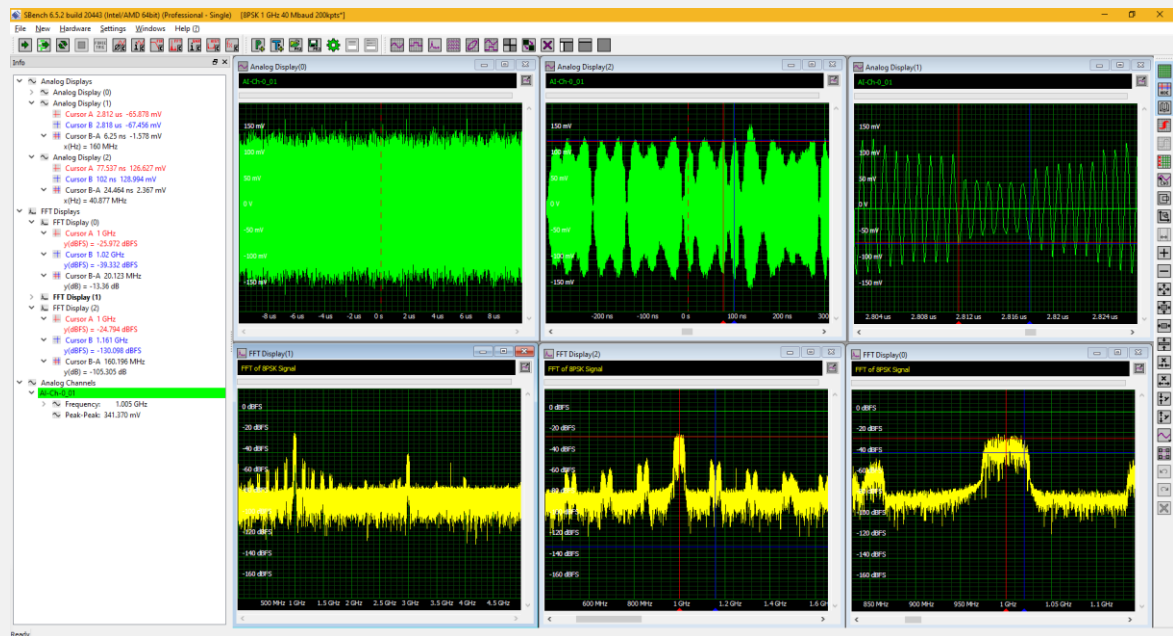 SBench 6.5.2 build 20443 (Intel/AMD 64bit) (Professional - Single) [8PSK 1 GHz 40 Mbaud 200kpts*]
File New Hardware Settings Windows Help (?)
Info
Analog Displays
Analog Display (0)
Analog Display (1)
Cursor A 2.812 us -65.878 mV
Cursor B 2.818 us -67.456 mV
Cursor B-A 6.25 ns -1.578 mV
x(Hz) = 160 MHz
Analog Display (2)
Cursor A 77.537 ns 126.627 mV
Cursor B 102 ns 128.994 mV
Cursor B-A 24.464 ns 2.367 mV
x(Hz) = 40.877 MHz
FFT Displays
FFT Display (0)
Cursor A 1 GHz
y(dBFS) = -25.972 dBFS
Cursor B 1.02 GHz
y(dBFS) = -39.332 dBFS
Cursor B-A 20.123 MHz
y(dB) = -13.36 dB
FFT Display (1)
FFT Display (2)
Cursor A 1 GHz
y(dBFS) = -24.794 dBFS
Cursor B 1.161 GHz
y(dBFS) = -130.098 dBFS
Cursor B-A 160.196 MHz
y(dB) = -105.305 dB
Analog Channels
AI-Ch-0_01
Frequency: 1.005 GHz
Peak-Peak: 341.370 mV
Analog Display(0)
AI-Ch-0_01
150 mV
100 mV
50 mV
0 V
-50 mV
-100 mV
-150 mV
-8 us -6 us -4 us -2 us 0 s 2 us 4 us 6 us 8 us
Analog Display(2)
AI-Ch-0_01
150 mV
100 mV
50 mV
0 V
-50 mV
-100 mV
-150 mV
-200 ns -100 ns 0 s 100 ns 200 ns 300
Analog Display(1)
AI-Ch-0_01
150 mV
100 mV
50 mV
0 V
-50 mV
-100 mV
-150 mV
2.804 us 2.808 us 2.812 us 2.816 us 2.82 us 2.824 us
FFT Display(1)
FFT of 8PSK Signal
0 dBFS
-20 dBFS
-40 dBFS
-60 dBFS
-80 dBFS
-100 dBFS
-120 dBFS
-140 dBFS
-160 dBFS
500 MHz 1 GHz 1.5 GHz 2 GHz 2.5 GHz 3 GHz 3.5 GHz 4 GHz 4.5 GHz
FFT Display(2)
FFT of 8PSK Signal
0 dBFS
-20 dBFS
-40 dBFS
-60 dBFS
-80 dBFS
-100 dBFS
-120 dBFS
-140 dBFS
-160 dBFS
600 MHz 800 MHz 1 GHz 1.2 GHz 1.4 GHz 1.6 GH
FFT Display(0)
FFT of 8PSK Signal
0 dBFS
-20 dBFS
-40 dBFS
-60 dBFS
-80 dBFS
-100 dBFS
-120 dBFS
-140 dBFS
-160 dBFS
850 MHz 900 MHz 950 MHz 1 GHz 1.05 GHz 1.1 GHz
Ready